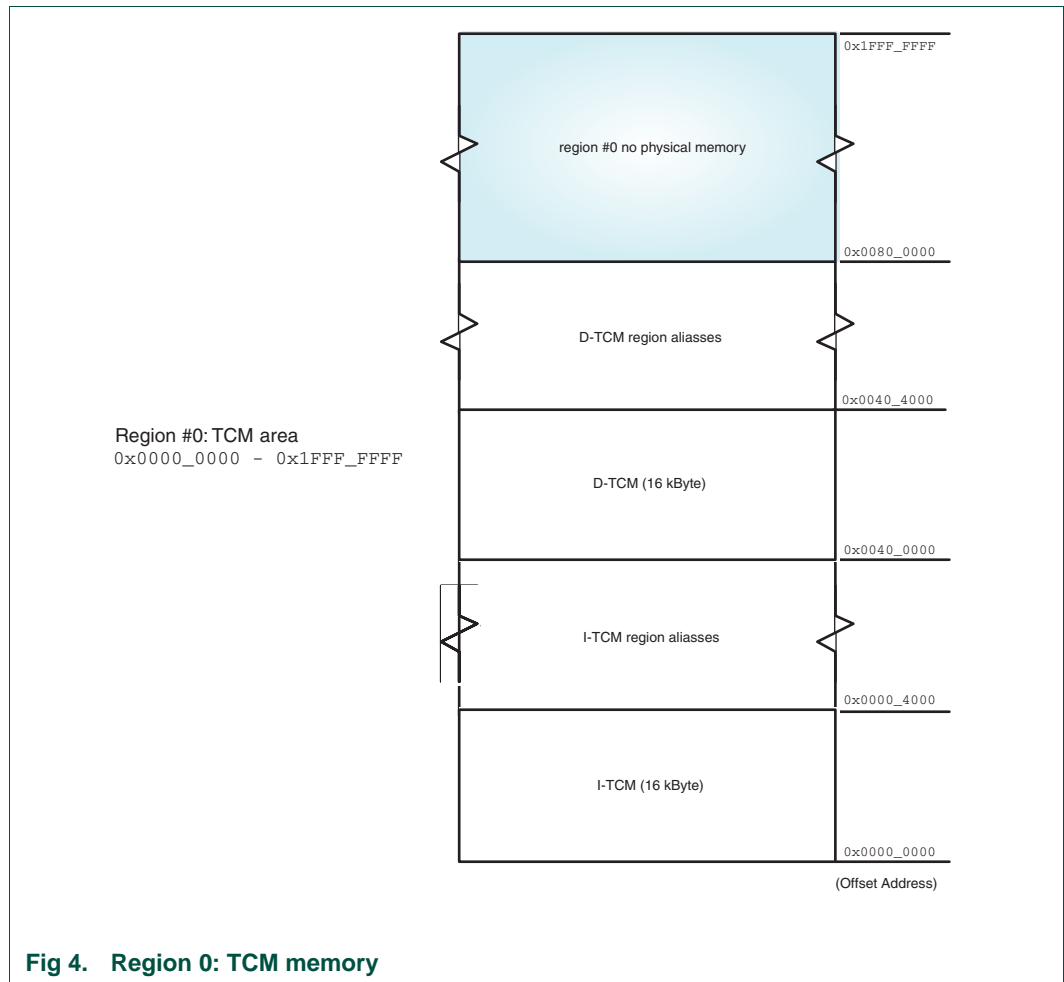 0x1FFF_FFFF
region #0 no physical memory
0x0080_0000
D-TCM region aliasses
0x0040_4000
Region #0: TCM area
0x0000_0000 - 0x1FFF_FFFF
D-TCM (16 kByte)
0x0040_0000
I-TCM region aliasses
0x0000_4000
I-TCM (16 kByte)
0x0000_0000
(Offset Address)
Fig 4. Region 0: TCM memory